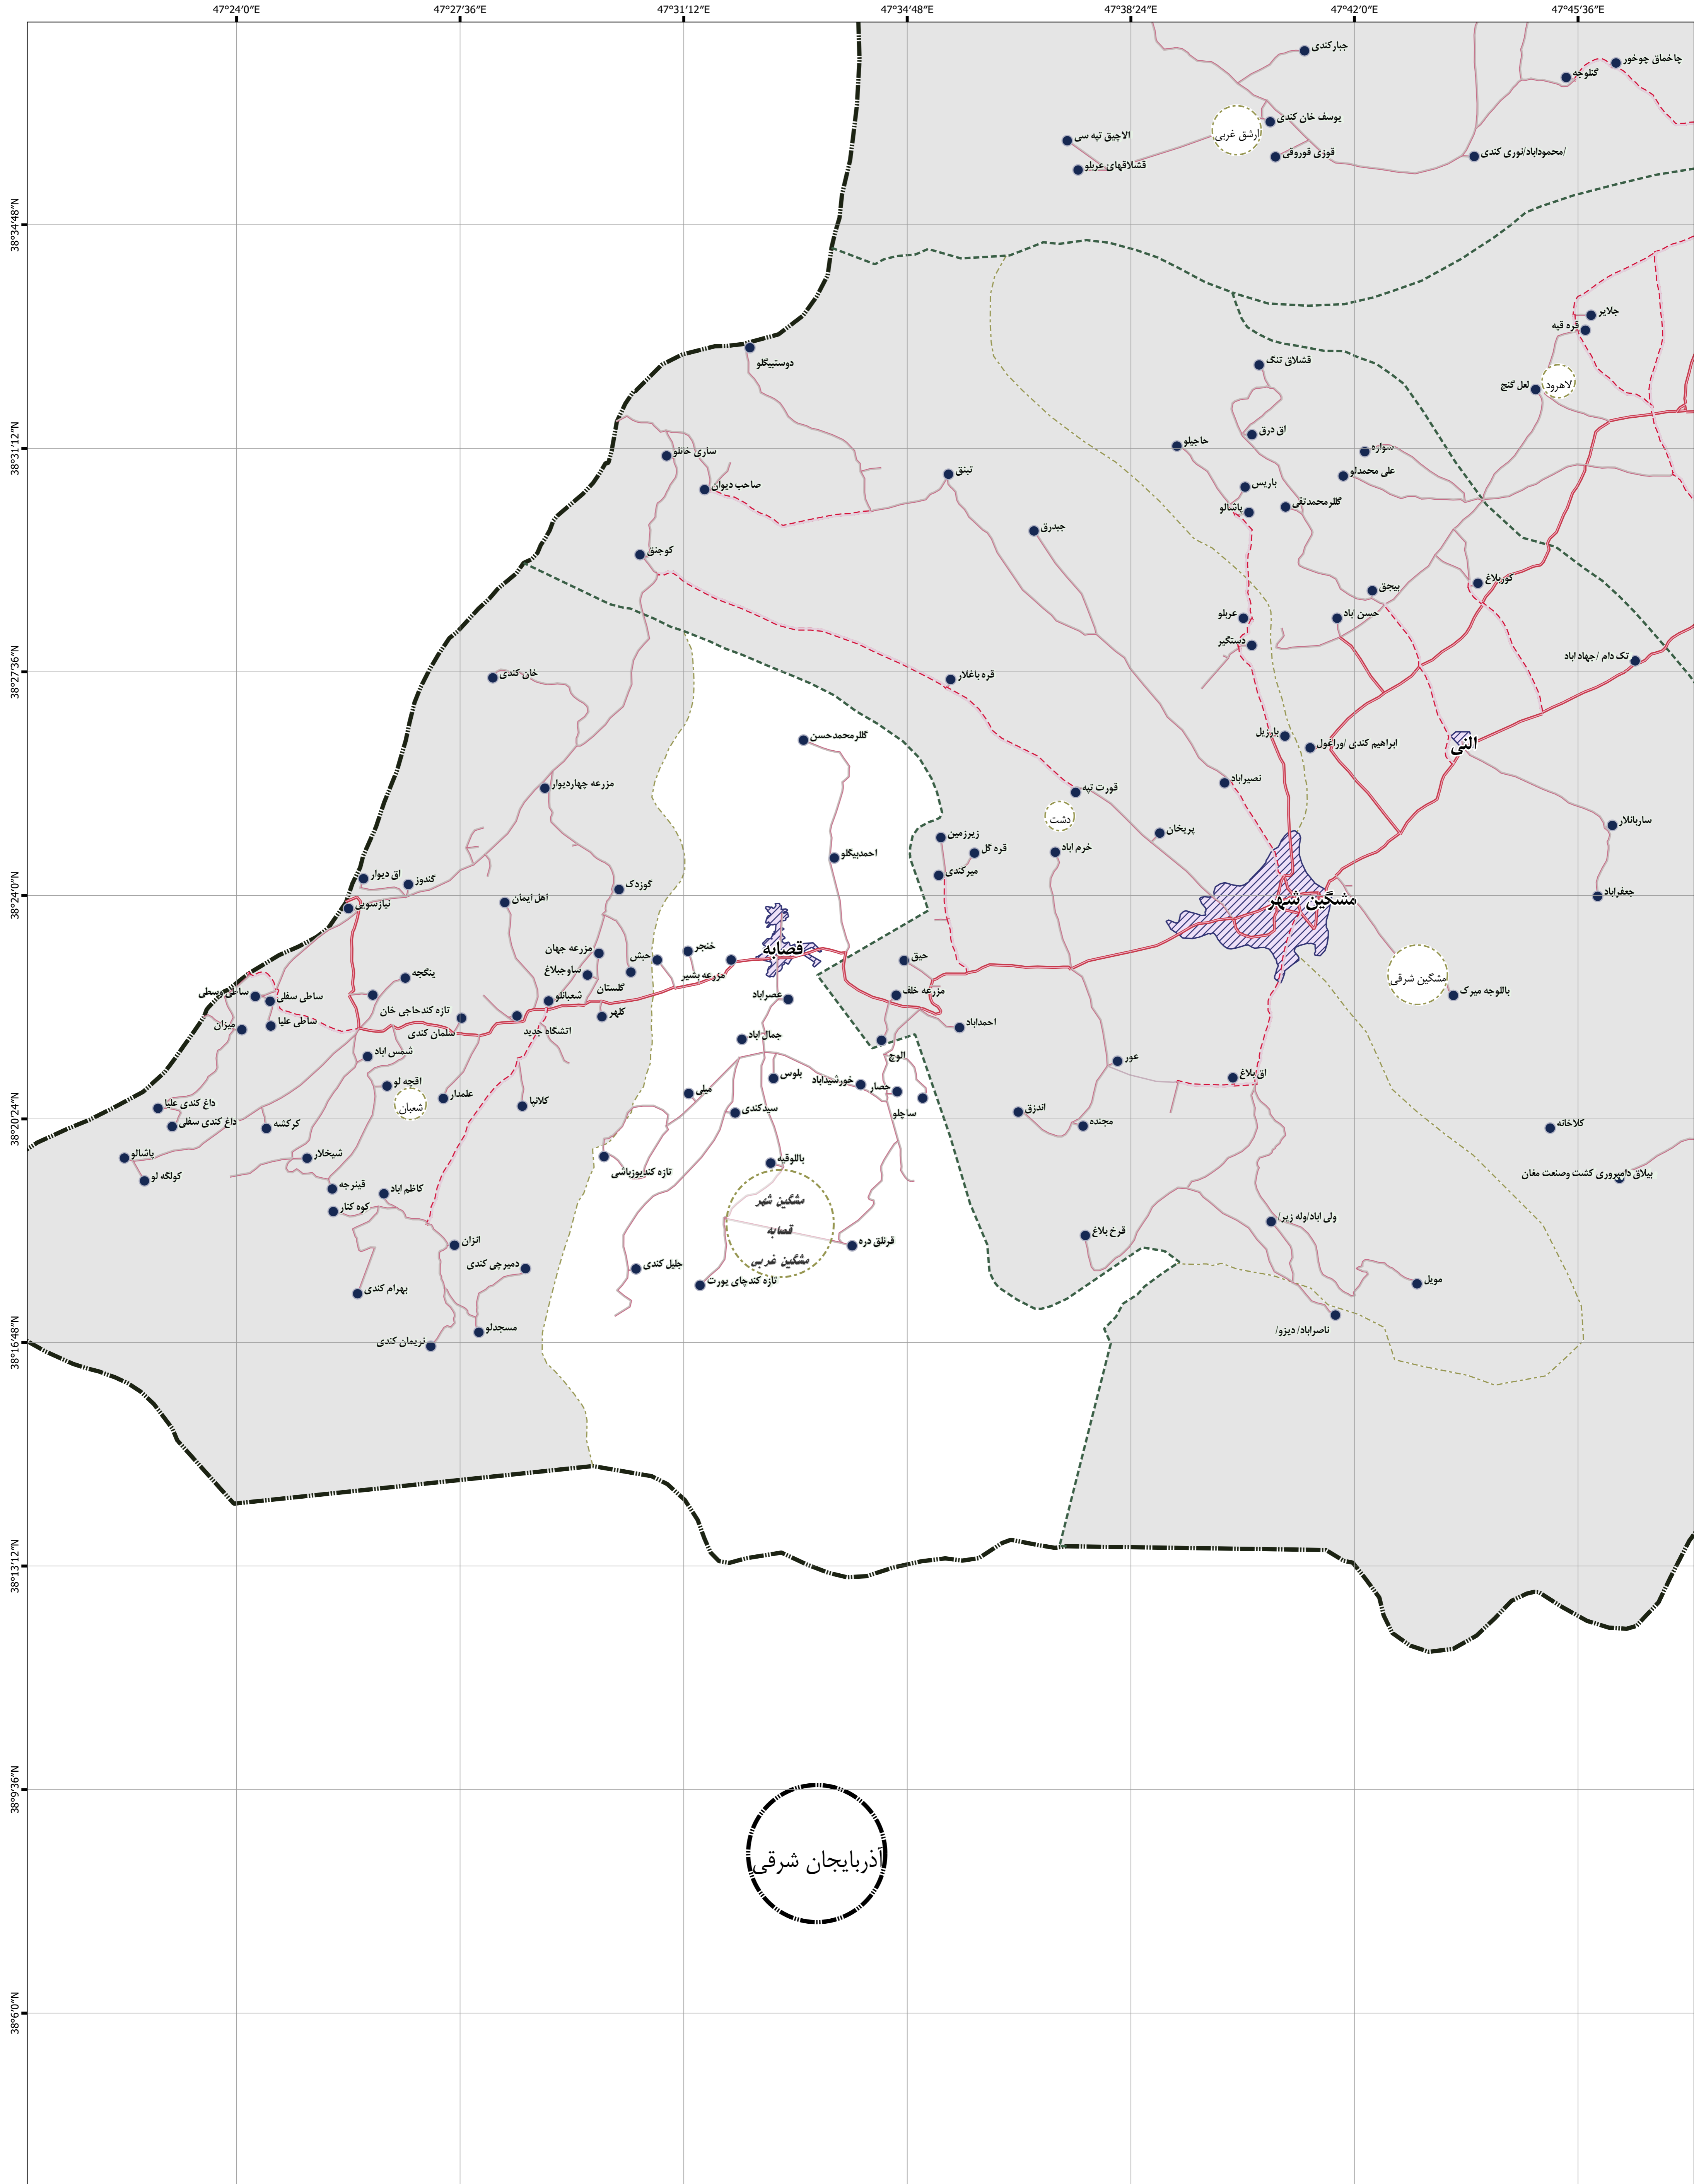 47°24'0"E
47°27'36"E
47°31'12"E
47°34'48"E
47°38'24"E
47°42'0"E
47°45'36"E
جبارکندی
چاخماق چوخور
گنلوجه
یوسف خان کندی
ارشق غربی
الاچیق تپه سی
قوزی قوروقی
محموداباد/نوری کندی/
قشلاقهای عربلو
38°34'48"N
جلایر
قره قیه
دوستبیگلو
قشلاق تنگ
لاهرود
لعل گنج
38°31'12"N
اق درق
حاجیلو
سواره
ساری خانلو
علی محمدلو
تبنق
صاحب دیوان
باریس
گللرمحمدتقی
باشالو
جبدرق
کوجنق
کوربلاغ
بیجق
عربلو
حسن اباد
دستگیر
تک دام /جهاد اباد
38°27'36"N
خان کندی
قره باغلار
گللرمحمدحسن
بارزیل
ابراهیم کندی /وراغول
النی
مزرعه چهاردیوار
قورت تپه
نصیراباد
دشت
ساربانلار
پریخان
زیرزمین
خرم اباد
قره گل
احمدبیگلو
میرکندی
اق دیوار
گندوز
گوزدک
38°24'0"N
جعفراباد
اهل ایمان
مشگین شهر
نیازسویی
قصابه
خنجر
مزرعه جهان
حبش
حیق
ینگجه
ساوجبلاغ
مزرعه بشیر
مشگین شرقی
گلستان
عصراباد
مزرعه خلف
باللوجه میرک
ساطی وسطی
ساطی سفلی
شعبانلو
تازه کندحاجی خان
کلهر
میزان
شاطی علیا
سلمان کندی
اتشگاه جدید
احمداباد
جمال اباد
شمس اباد
الوج
عور
بلوس
اق بلاغ
اقچه لو
خورشیداباد
حصار
علمدار
میلی
داغ کندی علیا
شعبان
کلانپا
سیدکندی
ساچلو
اندزق
38°20'24"N
داغ کندی سفلی
کرکشه
مجنده
کلاخانه
باشالو
شیخلار
باللوقیه
تازه کندیوزباشی
کولگه لو
ییلاق دامپروری کشت وصنعت مغان
قینرجه
کاظم اباد
مشگین شهر
کوه کنار
ولی اباد/وله زیر/
قصابه
قرخ بلاغ
انزان
قرنلق دره
مشگین غربی
دمیرچی کندی
جلیل کندی
تازه کندچای یورت
مویل
بهرام کندی
مسجدلو
ناصراباد/ دیزو/
نریمان کندی
38°16'48"N
38°13'12"N
38°9'36"N
آذربایجان شرقی
38°6'0"N